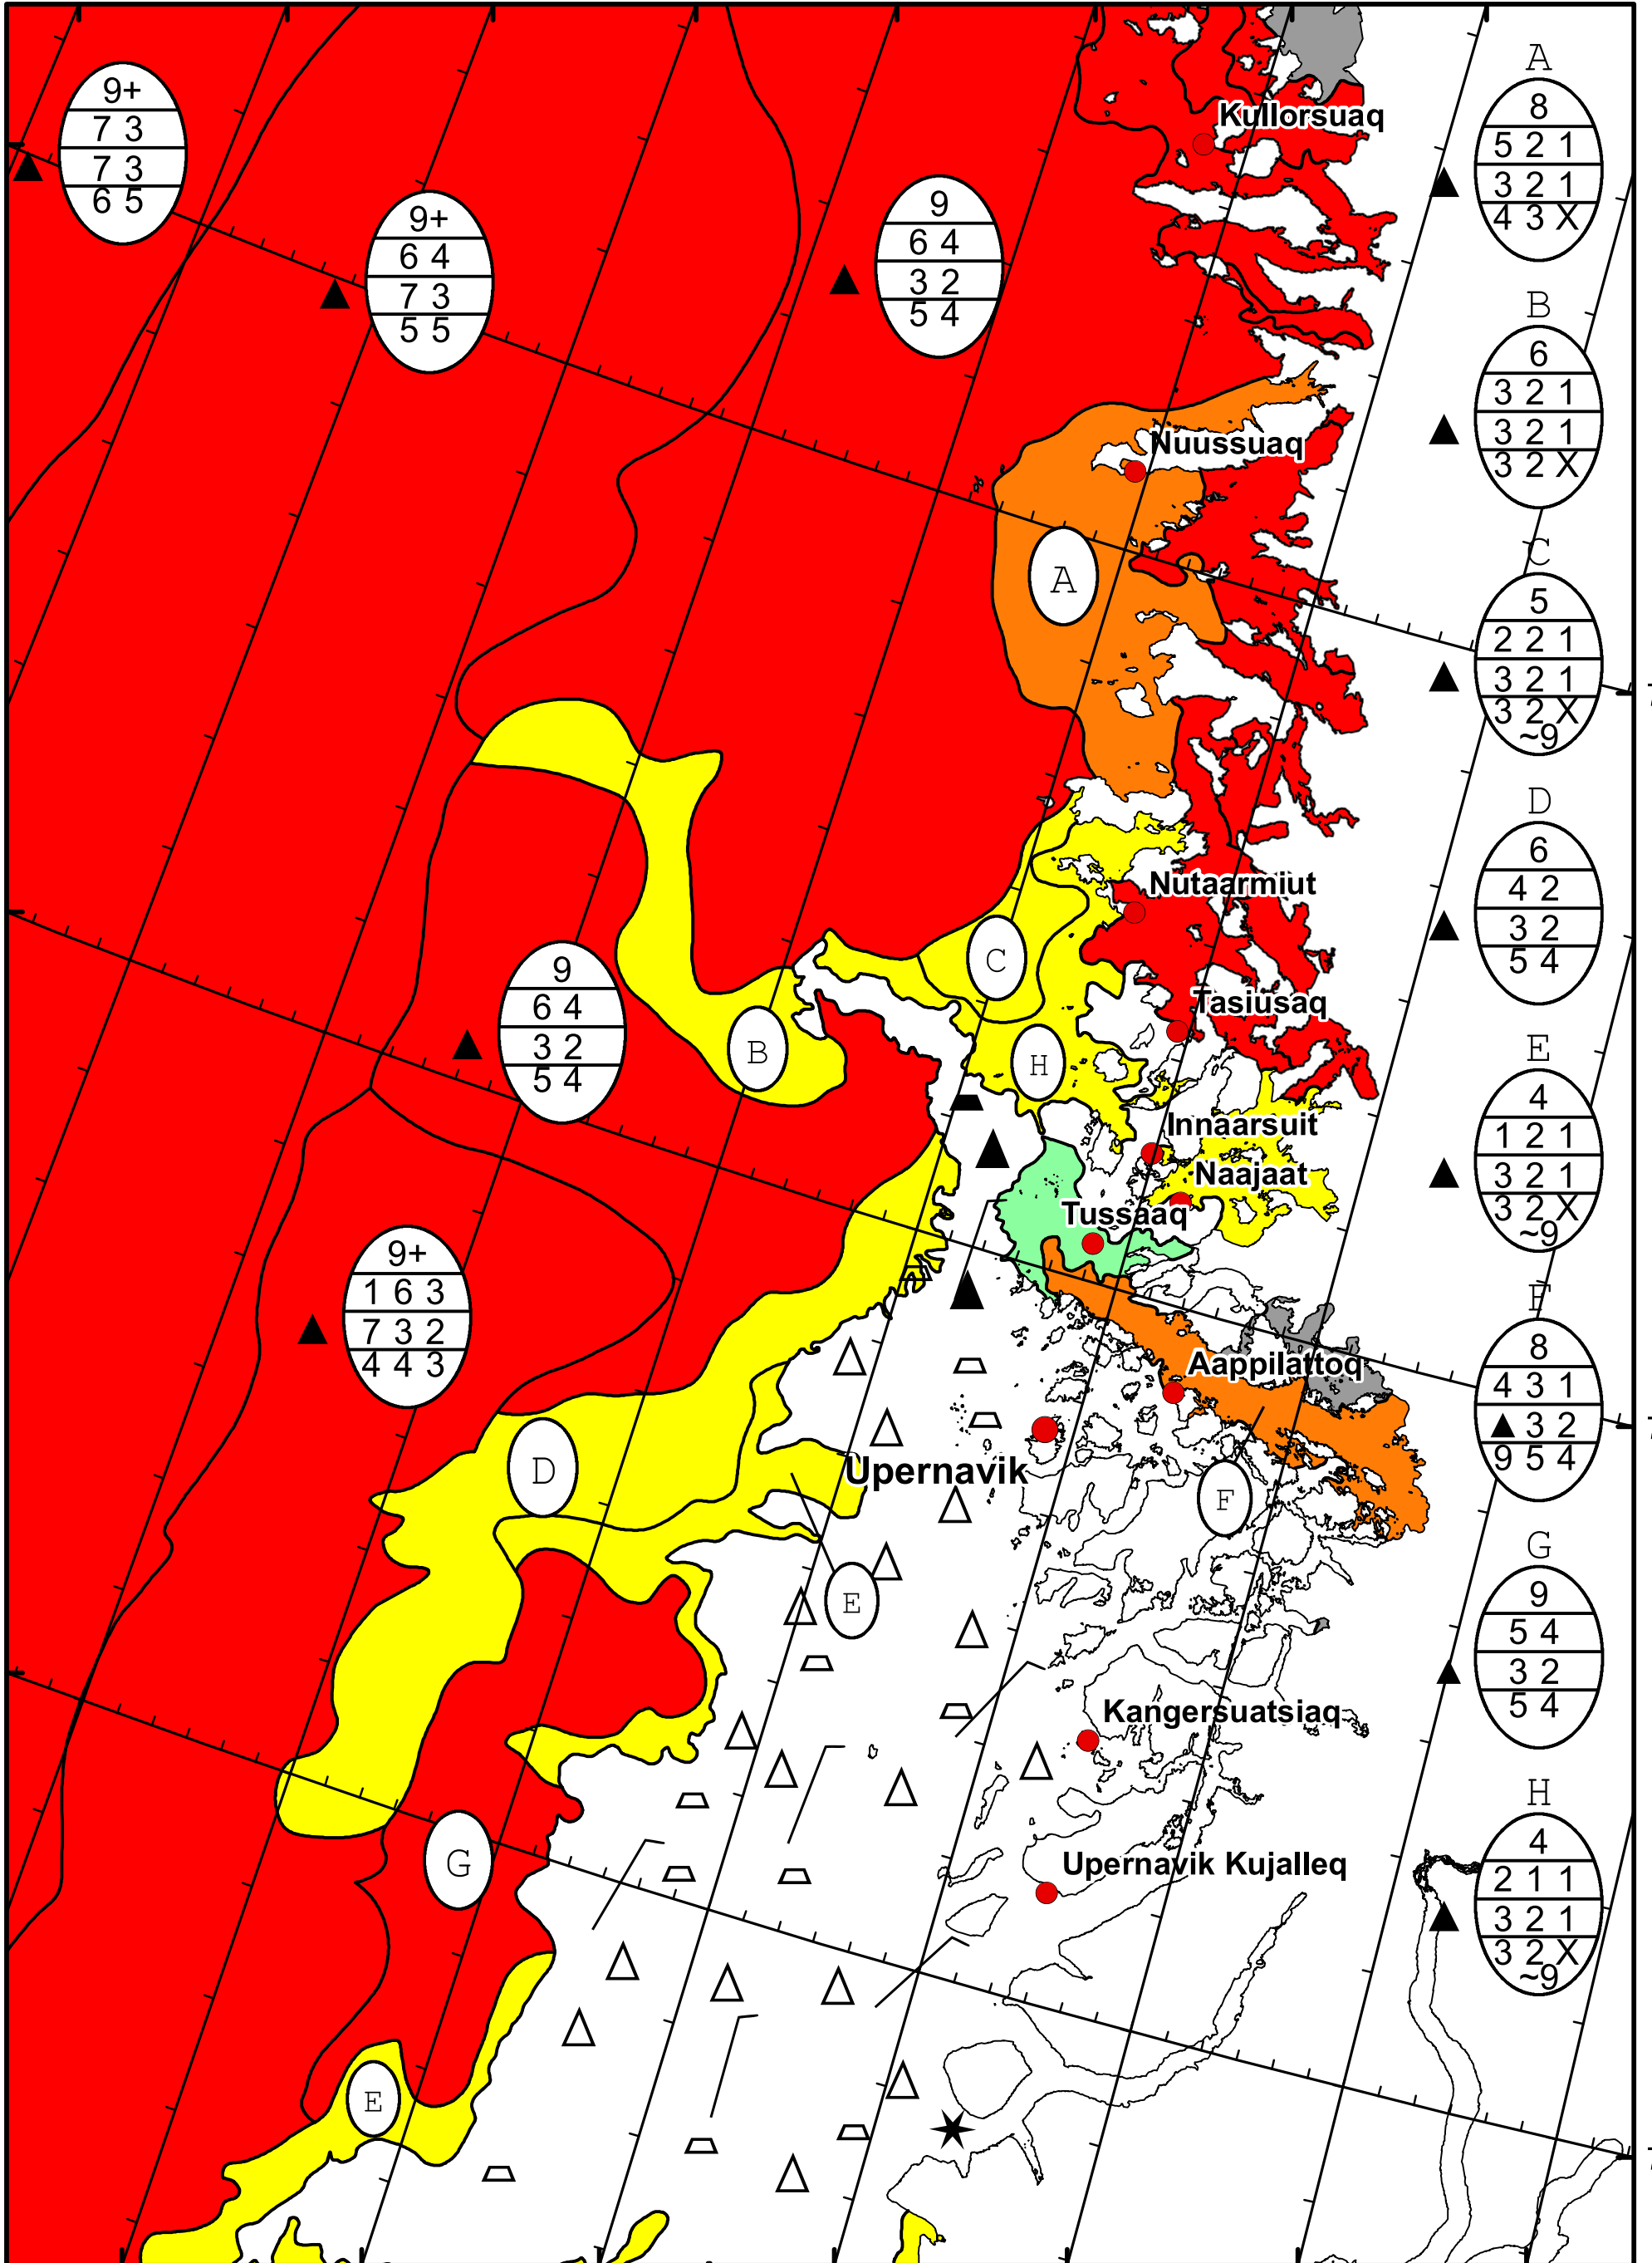 9+
7 3
7 3
6 5
9+
6 4
7 3
5 5
9
6 4
3 2
5 4
Kullorsuaq
Nuussuaq
A
Nutaarmiut
C
Tasiusaq
B
H
9
6 4
3 2
5 4
Innaarsuit
Naajaat
Tussaaq
9+
1 6 3
7 3 2
4 4 3
Aappilattoq
Upernavik
D
F
E
Kangersuatsiaq
G
Upernavik Kujalleq
E
A
8
5 2 1
3 2 1
4 3 X
B
6
3 2 1
3 2 1
3 2 X
C
5
2 2 1
3 2 1
3 2 X
~9
D
6
4 2
3 2
5 4
E
4
1 2 1
3 2 1
3 2 X
~9
F
8
4 3 1
▲ 3 2
9 5 4
G
9
5 4
3 2
5 4
H
4
2 1 1
3 2 1
3 2 X
~9